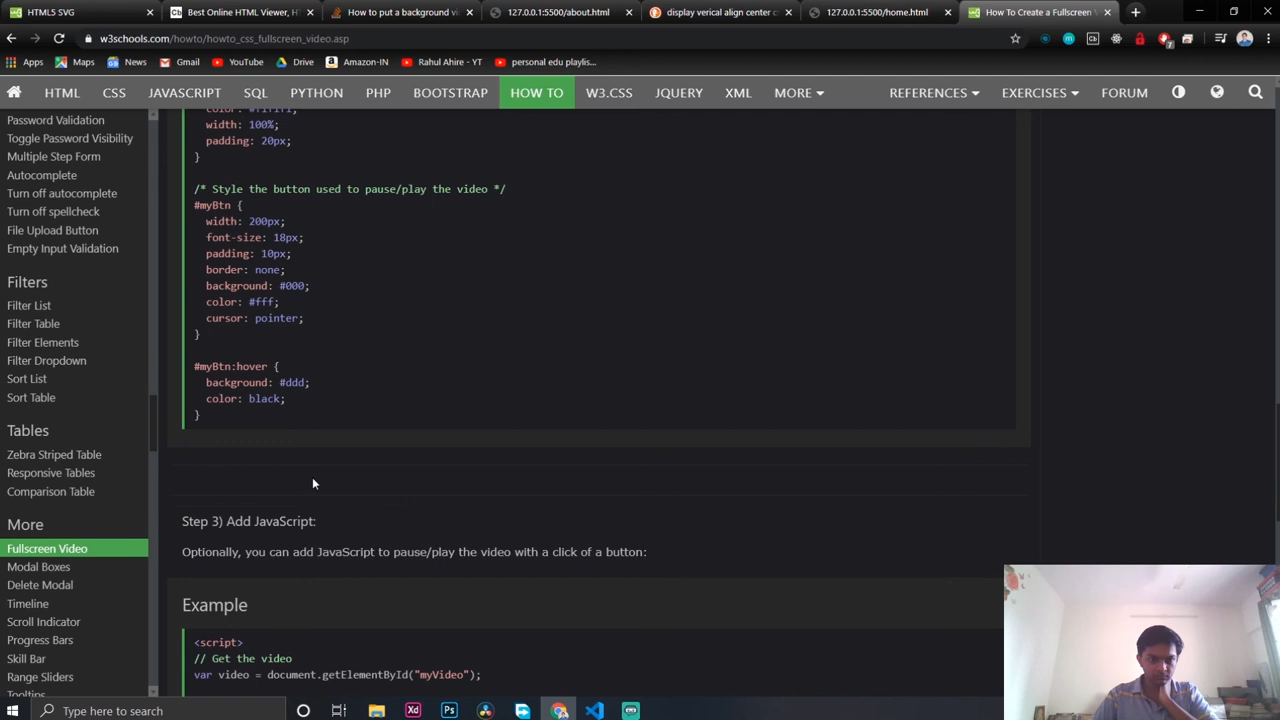 HTML5 SVG
Best Online HTML Viewer, H
How to put a background vi
127.0.0.1:5500/about.html
display verical align center c
127.0.0.1:5500/home.html
How To Create a Fullscreen V
w3schools.com/howto/howto_css_fullscreen_video.asp
Apps
Maps
News
Gmail
YouTube
Drive
Amazon-IN
Rahul Ahire - YT
personal edu playlis...
HTML
CSS
JAVASCRIPT
SQL
PYTHON
PHP
BOOTSTRAP
HOW TO
W3.CSS
JQUERY
XML
MORE
REFERENCES
EXERCISES
FORUM
Password Validation
Toggle Password Visibility
Multiple Step Form
Autocomplete
Turn off autocomplete
Turn off spellcheck
File Upload Button
Empty Input Validation
Filters
Filter List
Filter Table
Filter Elements
Filter Dropdown
Sort List
Sort Table
Tables
Zebra Striped Table
Responsive Tables
Comparison Table
More
Fullscreen Video
Modal Boxes
Delete Modal
Timeline
Scroll Indicator
Progress Bars
Skill Bar
Range Sliders
Tooltips
color: #f1f1f1;
width: 100%;
padding: 20px;
}
/* Style the button used to pause/play the video */
#myBtn {
width: 200px;
font-size: 18px;
padding: 10px;
border: none;
background: #000;
color: #fff;
cursor: pointer;
}
#myBtn:hover {
background: #ddd;
color: black;
}
Step 3) Add JavaScript:
Optionally, you can add JavaScript to pause/play the video with a click of a button:
Example
<script>
// Get the video
var video = document.getElementById("myVideo");
7
Type here to search
Xd
Ps